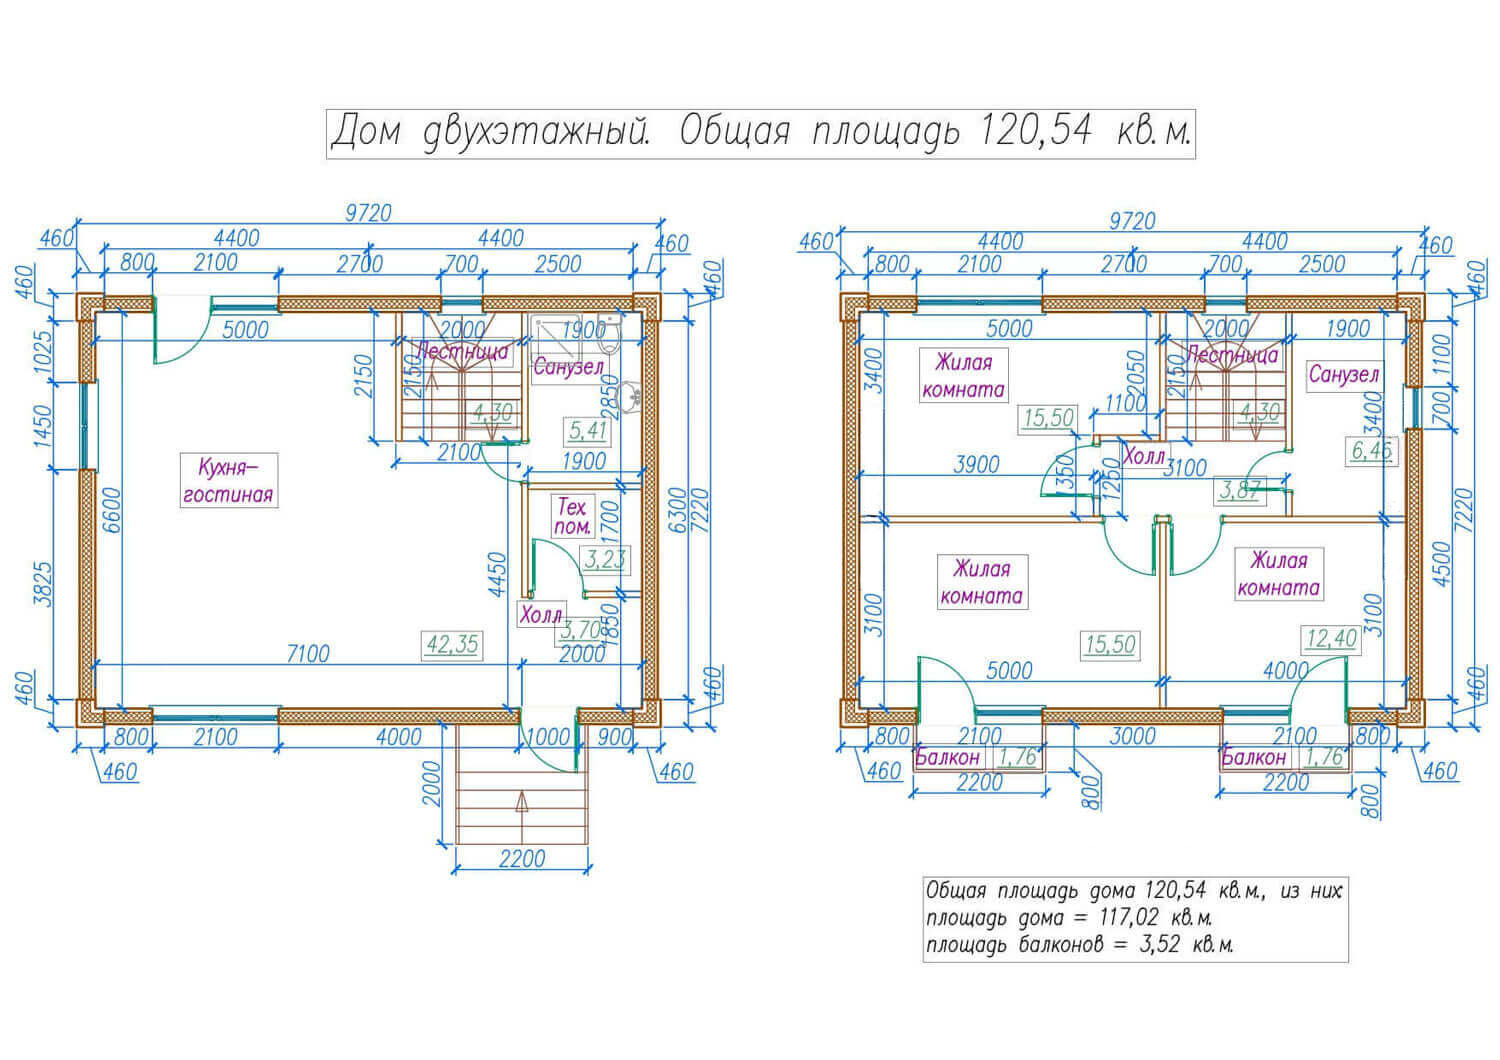 Дом двухэтажный. Общая площадь 120,54 кв.м.
9720
460 4400 4400 460
800 2100 2700 700 2500
460 460
5000 2000 1900
1025 2150 2150 Лестница Санузел 2850
4,30 5,41
1450 2100 1900
Кухня-
гостиная
6600 Тех.
пом. 1700 6300 7220
3825 4450 3,23
Холл 3,70 1850
42,35
7100 2000
460 460
800 2100 4000 1000 900
460 460
2000
2200
9720
460 4400 4400 460
800 2100 2700 700 2500
460
5000 2000 1900
3400 Жилая
комната 2050 2150 Лестница Санузел 1100
1100 15,50 4,30 3400 700
3900 1350 1250 Холл 3100 6,46
3,87
7220
Жилая
комната
Жилая
комната
4500
3100 3100
15,50 12,40
5000 4000
460
800 2100 3000 2100 800
Балкон 1,76 Балкон 1,76
460 460
2200 800 2200 800
Общая площадь дома 120,54 кв.м., из них
площадь дома = 117,02 кв.м.
площадь балконов = 3,52 кв.м.